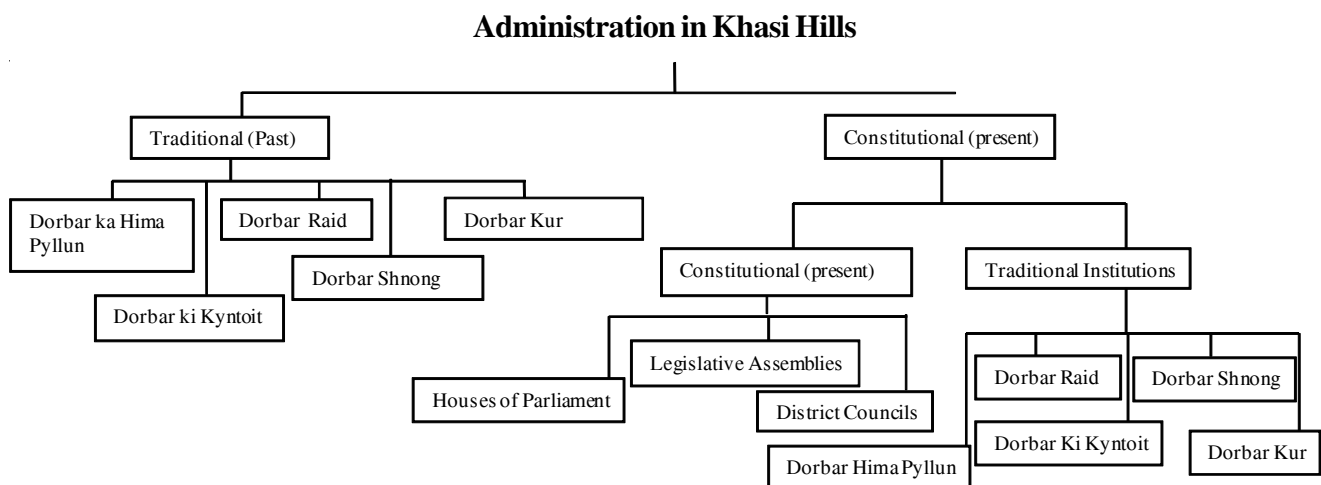 Administration in Khasi Hills
Traditional (Past)
Constitutional (present)
Dorbar ka Hima
Pyllun
Dorbar Raid
Dorbar Kur
Dorbar Shnong
Dorbar ki Kyntoit
Constitutional (present)
Traditional Institutions
Legislative Assemblies
Houses of Parliament
District Councils
Dorbar Raid
Dorbar Shnong
Dorbar Ki Kyntoit
Dorbar Kur
Dorbar Hima Pyllun